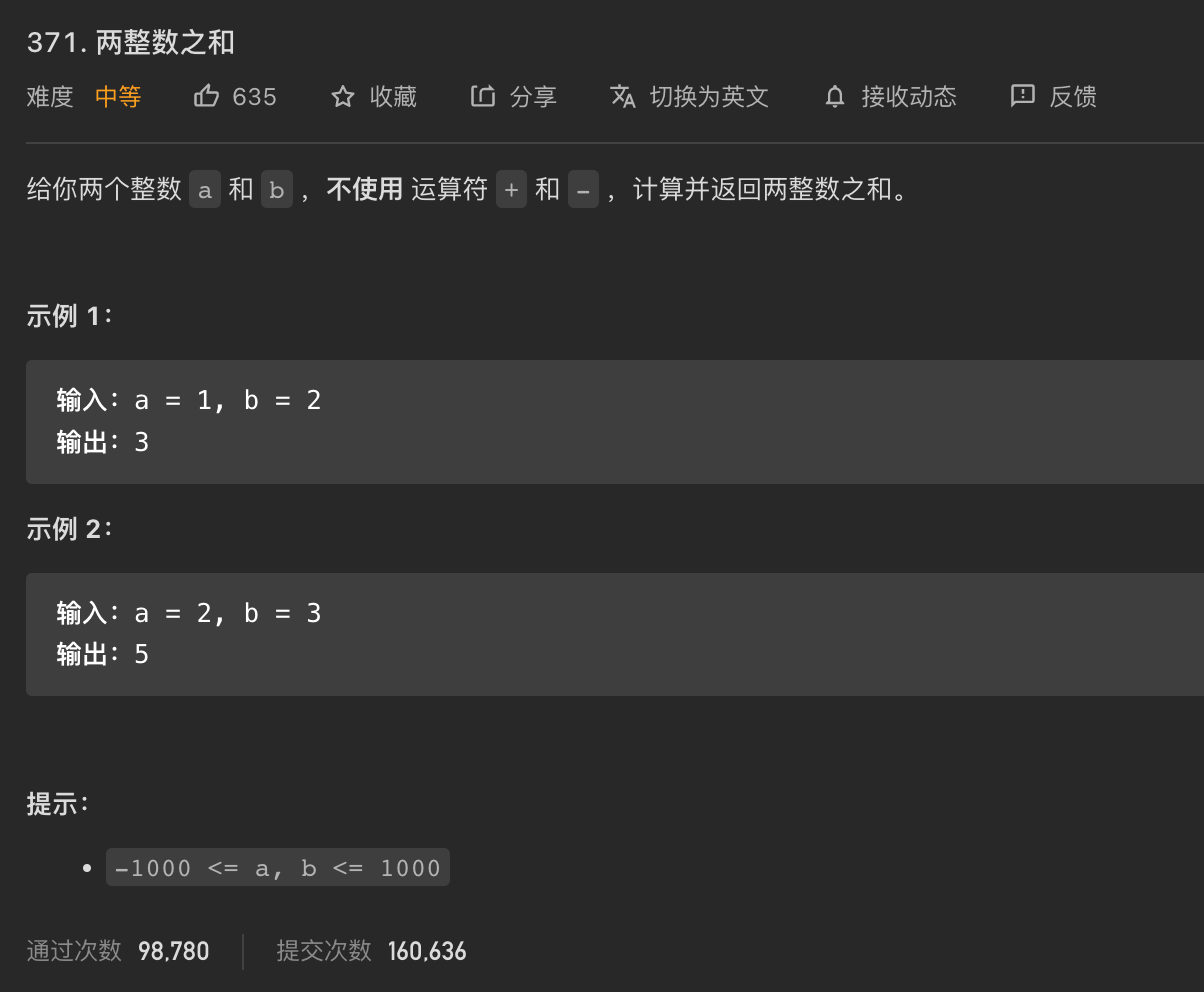 371. 两整数之和
难度 中等 635 收藏 分享 切换为英文 接收动态 反馈
给你两个整数 a 和 b ，不使用 运算符 + 和 - ，计算并返回两整数之和。
示例 1：
输入：a = 1, b = 2
输出：3
示例 2：
输入：a = 2, b = 3
输出：5
提示：
• -1000 <= a, b <= 1000
通过次数 98,780 提交次数 160,636